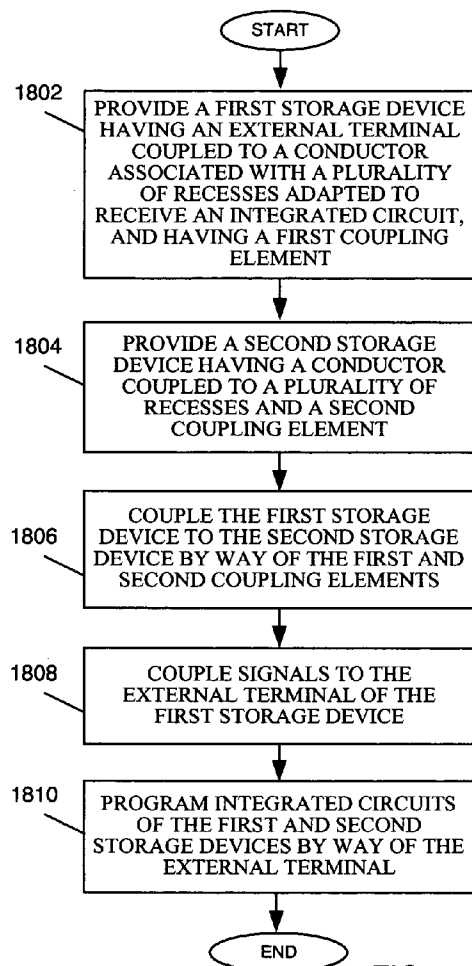 START
1802
PROVIDE A FIRST STORAGE DEVICE
HAVING AN EXTERNAL TERMINAL
COUPLED TO A CONDUCTOR
ASSOCIATED WITH A PLURALITY
OF RECESSES ADAPTED TO
RECEIVE AN INTEGRATED CIRCUIT,
AND HAVING A FIRST COUPLING
ELEMENT
1804
PROVIDE A SECOND STORAGE
DEVICE HAVING A CONDUCTOR
COUPLED TO A PLURALITY OF
RECESSES AND A SECOND
COUPLING ELEMENT
1806
COUPLE THE FIRST STORAGE
DEVICE TO THE SECOND STORAGE
DEVICE BY WAY OF THE FIRST AND
SECOND COUPLING ELEMENTS
1808
COUPLE SIGNALS TO THE
EXTERNAL TERMINAL OF THE
FIRST STORAGE DEVICE
1810
PROGRAM INTEGRATED CIRCUITS
OF THE FIRST AND SECOND
STORAGE DEVICES BY WAY OF THE
EXTERNAL TERMINAL
END